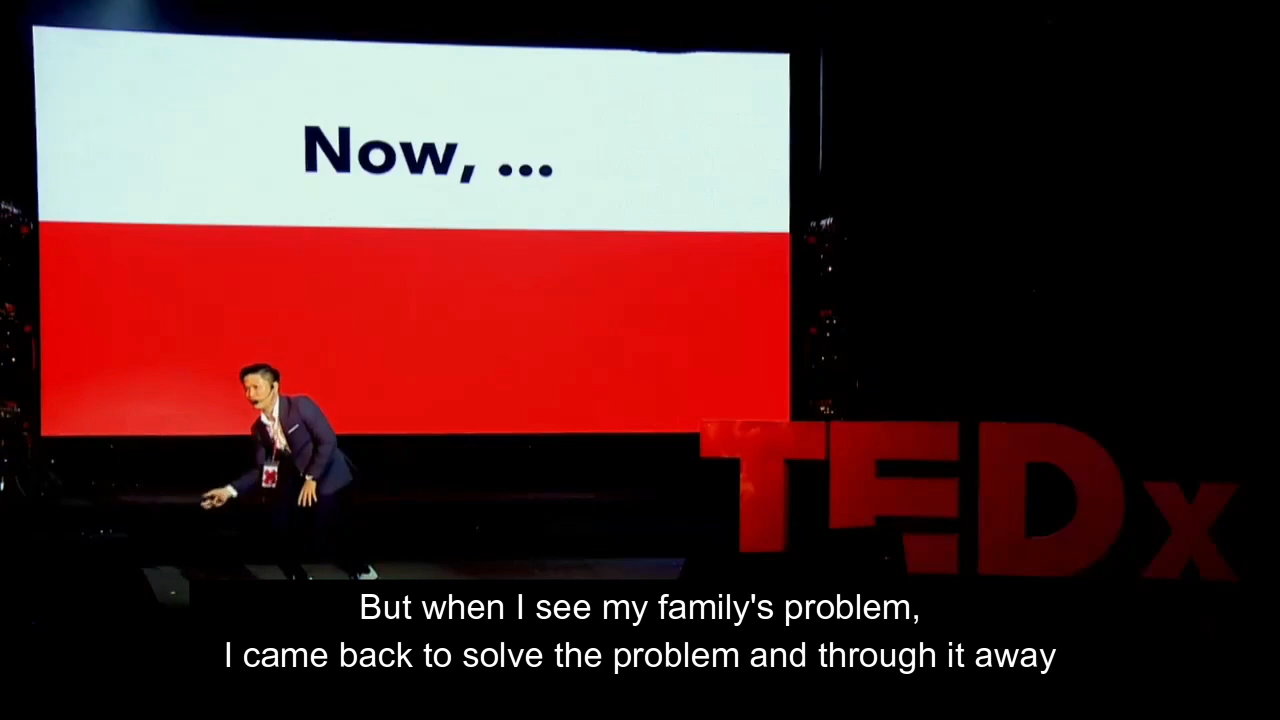 Now, ...
TEDx
But when I see my family's problem,
I came back to solve the problem and through it away